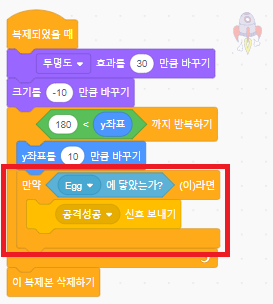 복제되었을 때
투명도 효과를 30 만큼 바꾸기
크기를 -10 만큼 바꾸기
180 < y좌표 까지 반복하기
y좌표를 10 만큼 바꾸기
만약 Egg 에 닿았는가? (이)라면
공격성공 신호 보내기
이 복제본 삭제하기